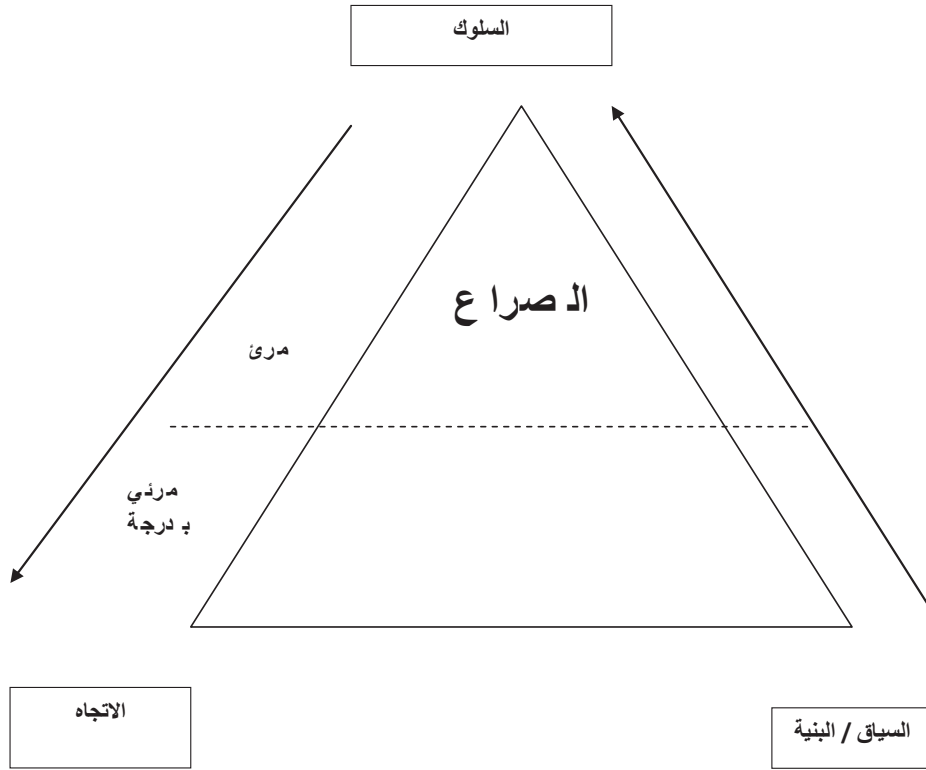 السلوك
الصراع
مرئ
مرئي
بدرجة
الاتجاه
السياق / البنية